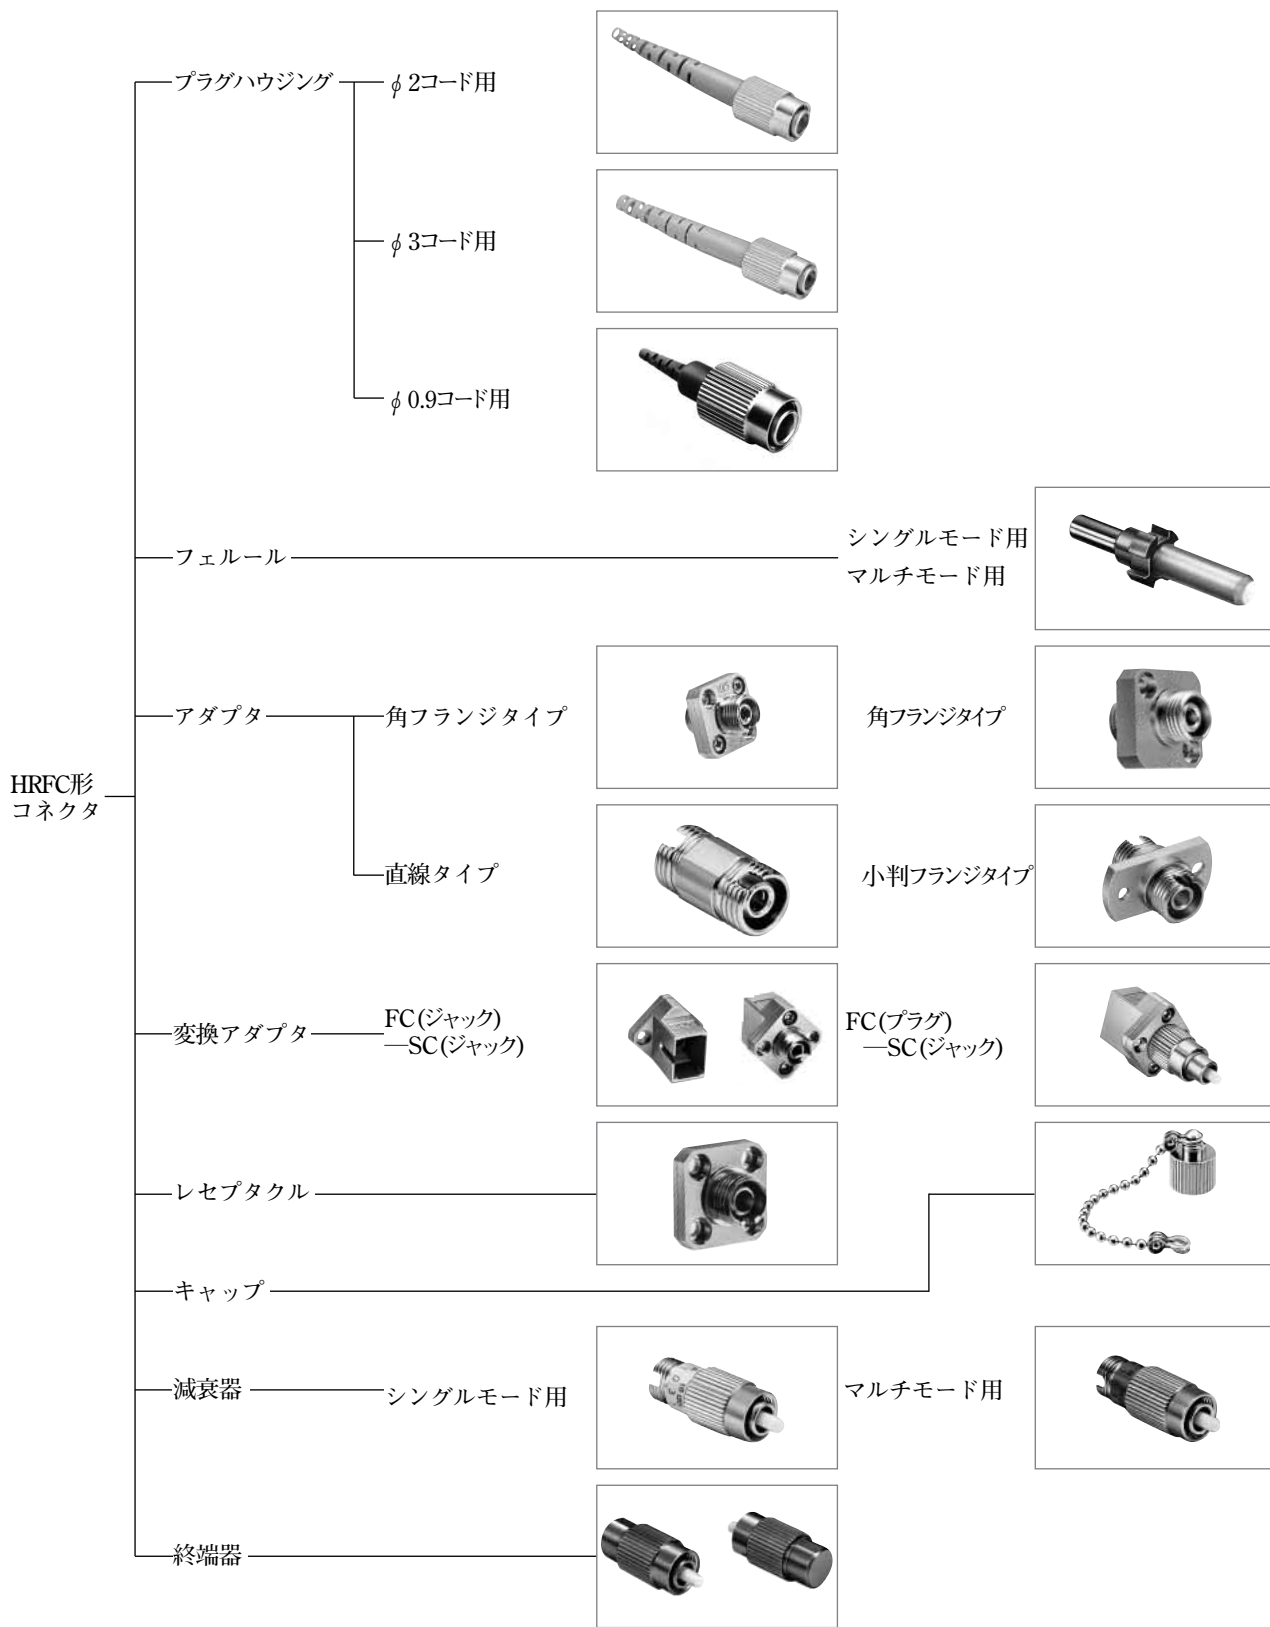 プラグハウジング
φ2コード用
φ3コード用
φ0.9コード用
フェルール
シングルモード用
マルチモード用
アダプタ
角フランジタイプ
角フランジタイプ
HRFC形
コネクタ
直線タイプ
小判フランジタイプ
変換アダプタ
FC(ジャック)
—SC(ジャック)
FC(プラグ)
—SC(ジャック)
レセプタクル
キャップ
減衰器
シングルモード用
マルチモード用
終端器